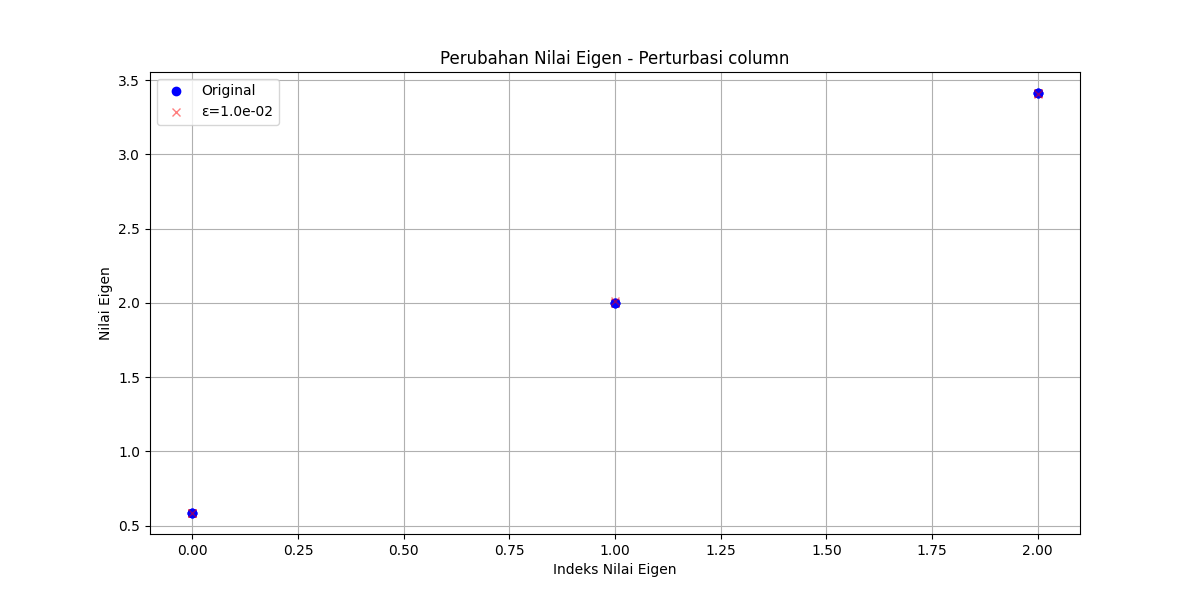 Perubahan Nilai Eigen - Perturbasi column
Original
ε=1.0e-02
3.5
3.0
2.5
2.0
1.5
1.0
0.5
Nilai Eigen
0.00 0.25 0.50 0.75 1.00 1.25 1.50 1.75 2.00
Indeks Nilai Eigen